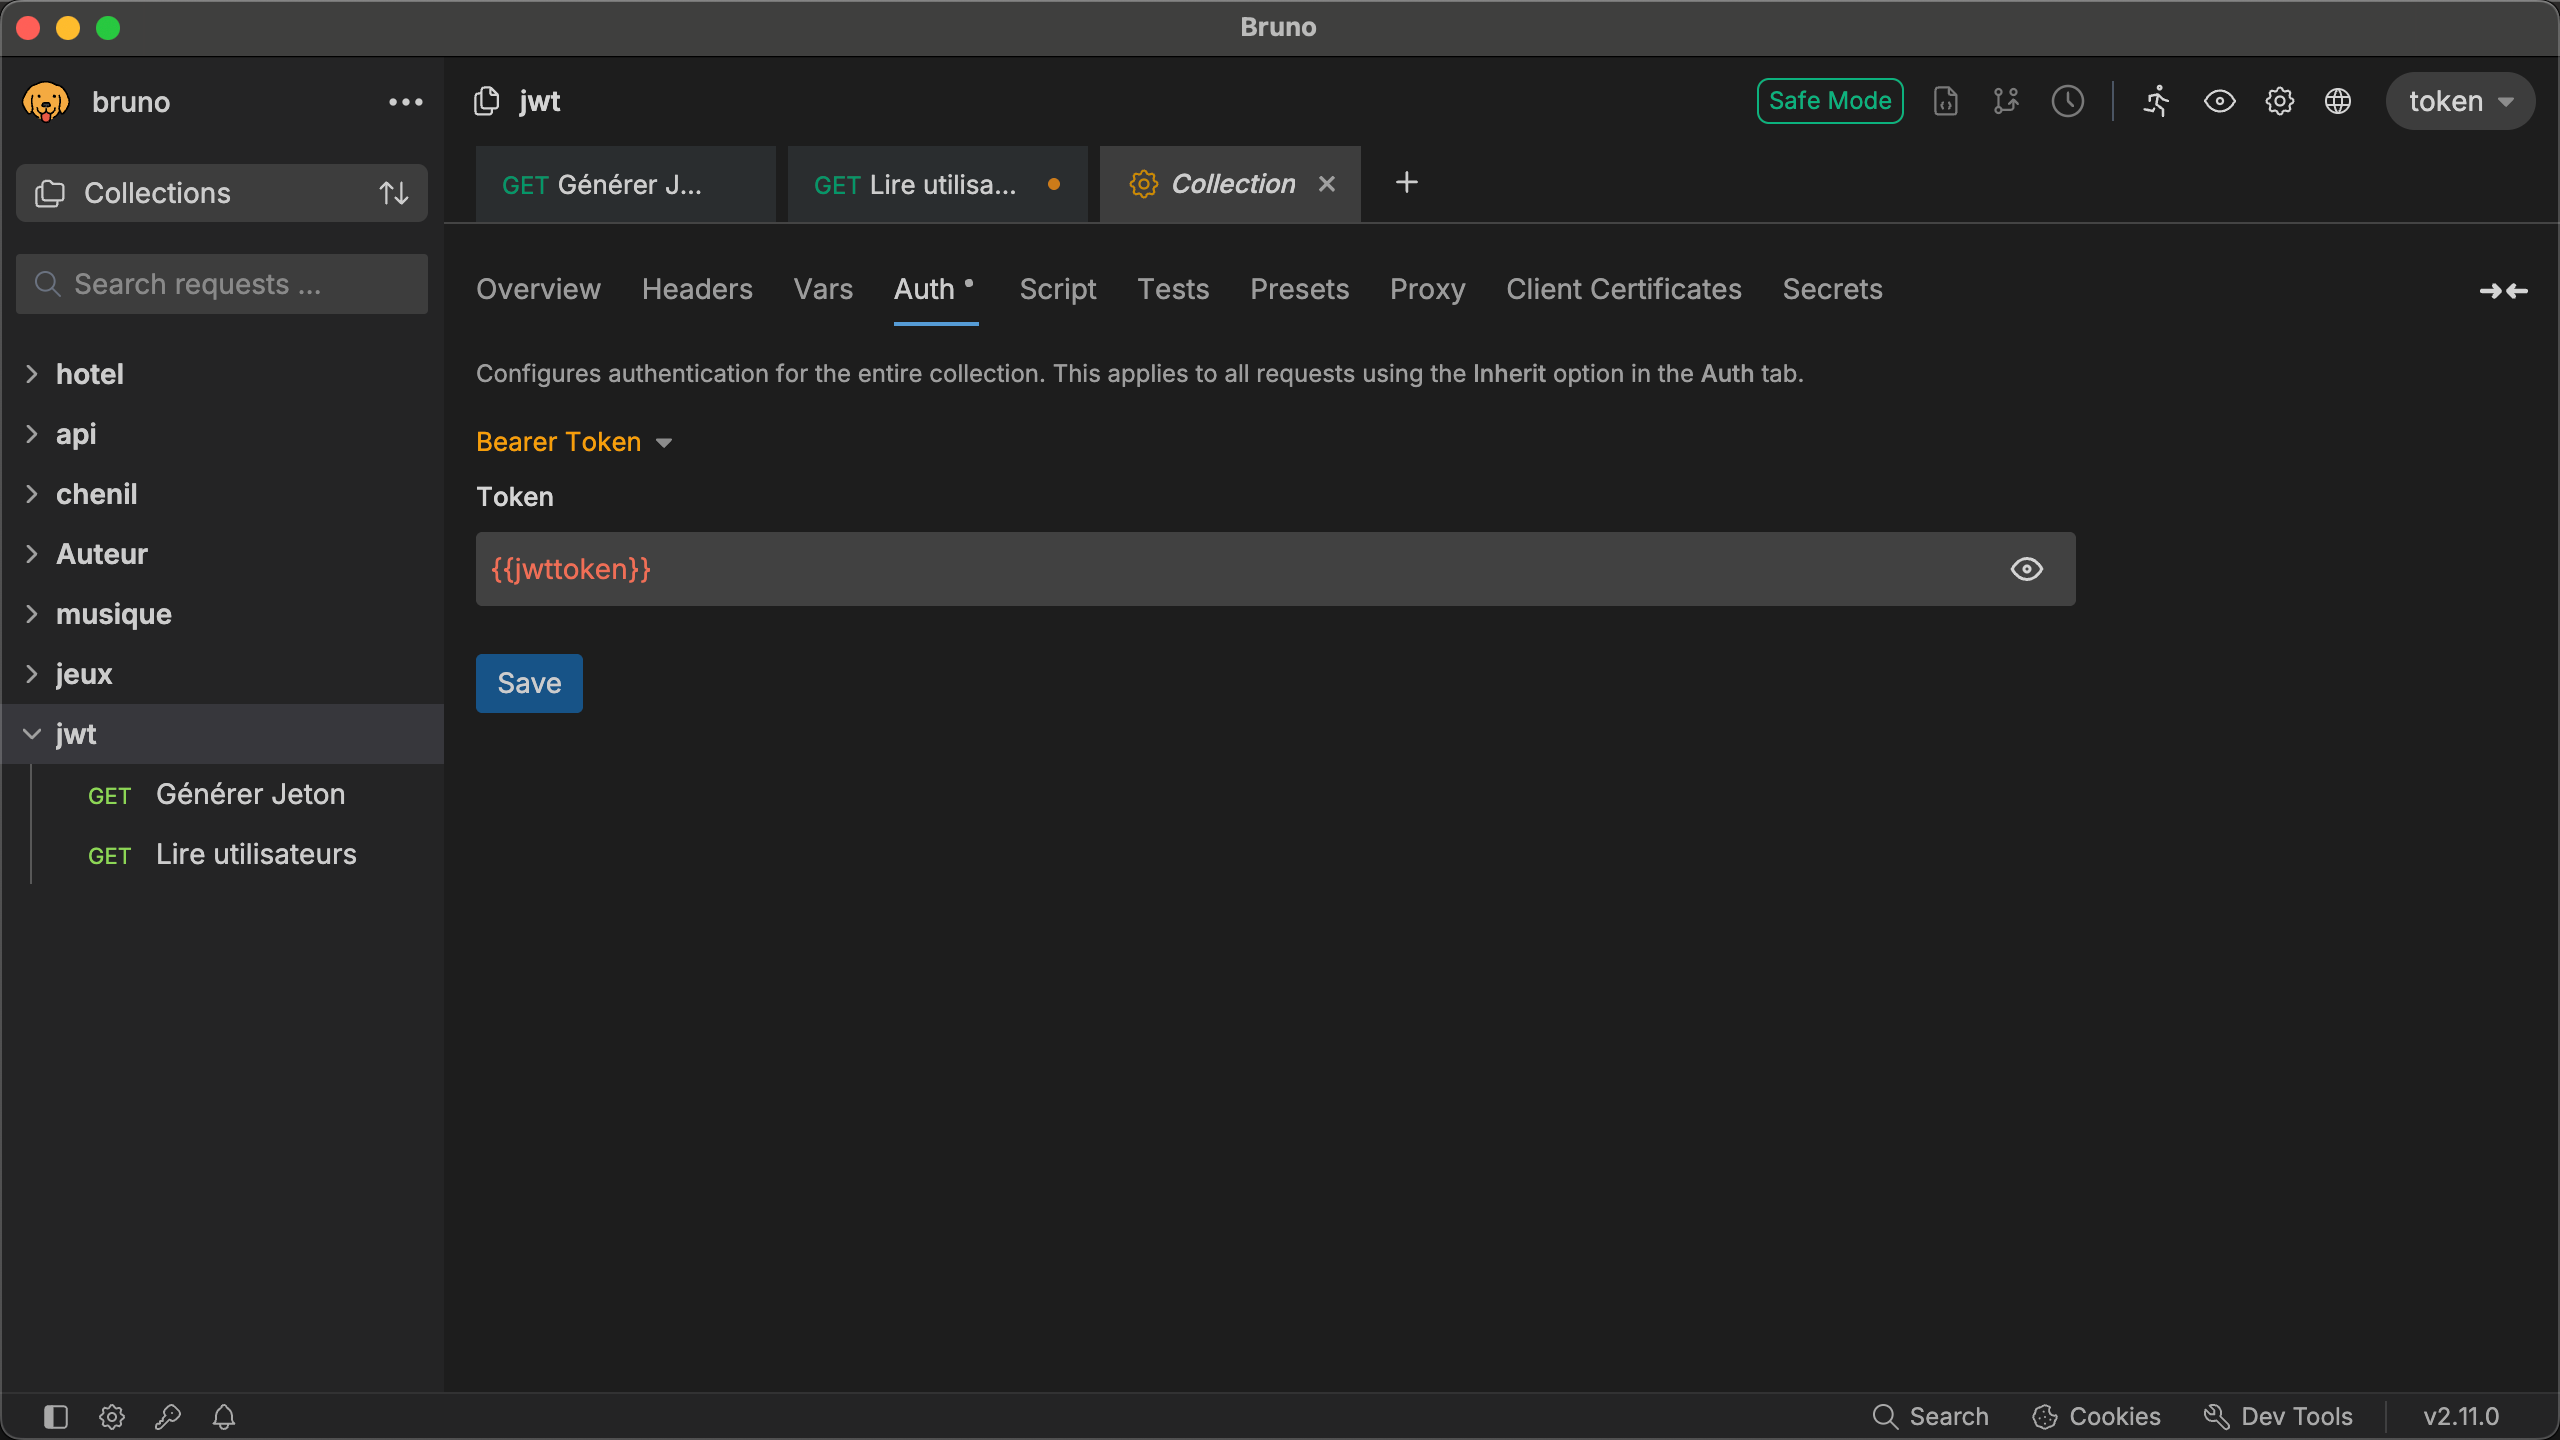 Bruno
bruno
Collections
Search requests ...
hotel
api
chenil
Auteur
musique
jeux
jwt
GET Générer Jeton
GET Lire utilisateurs
jwt
Safe Mode
token
GET Générer J...
GET Lire utilisa...
Collection
Overview Headers Vars Auth Script Tests Presets Proxy Client Certificates Secrets
Configures authentication for the entire collection. This applies to all requests using the Inherit option in the Auth tab.
Bearer Token
Token
{{jwttoken}}
Save
Search
Cookies
Dev Tools
v2.11.0